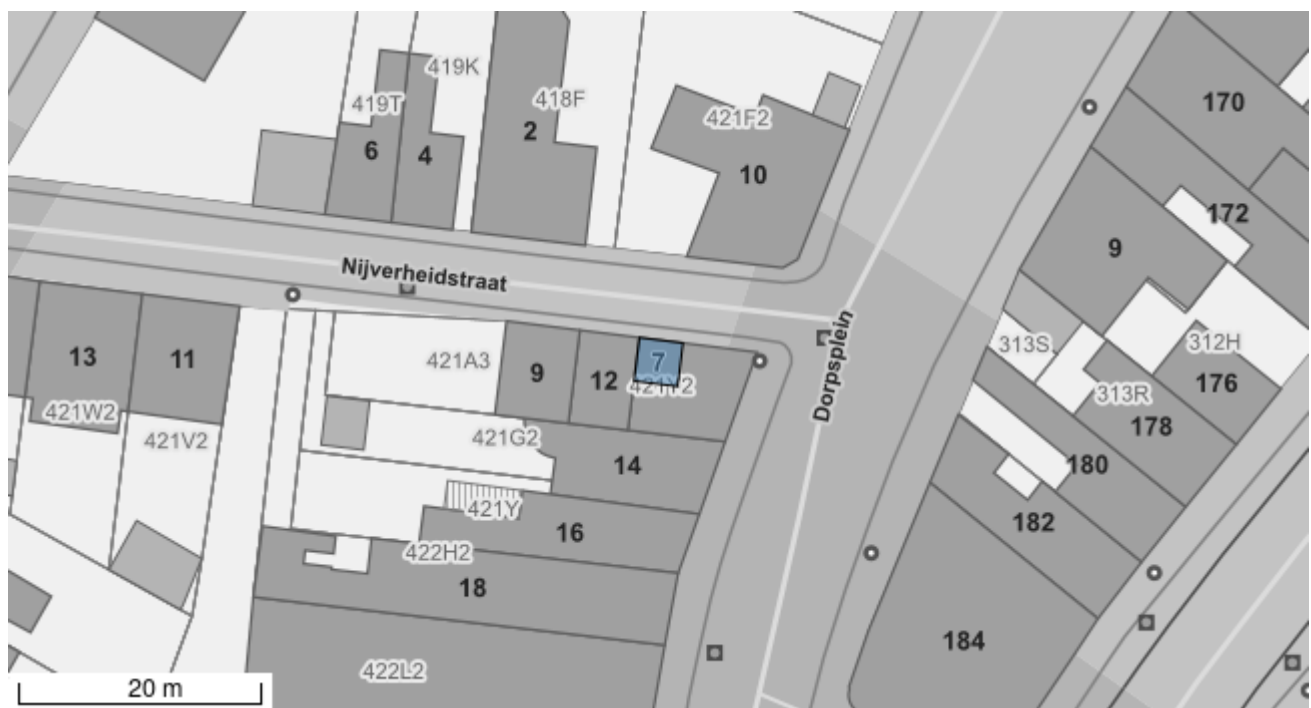 419K
170
419T
418F
2
421F2
6
4
10
172
9
Nijverheidstraat
Dorpsplein
313S
312H
13
11
421A3
9
12
7
421Y2
176
313R
421W2
421V2
421G2
14
178
180
421Y
16
182
422H2
18
184
422L2
20 m